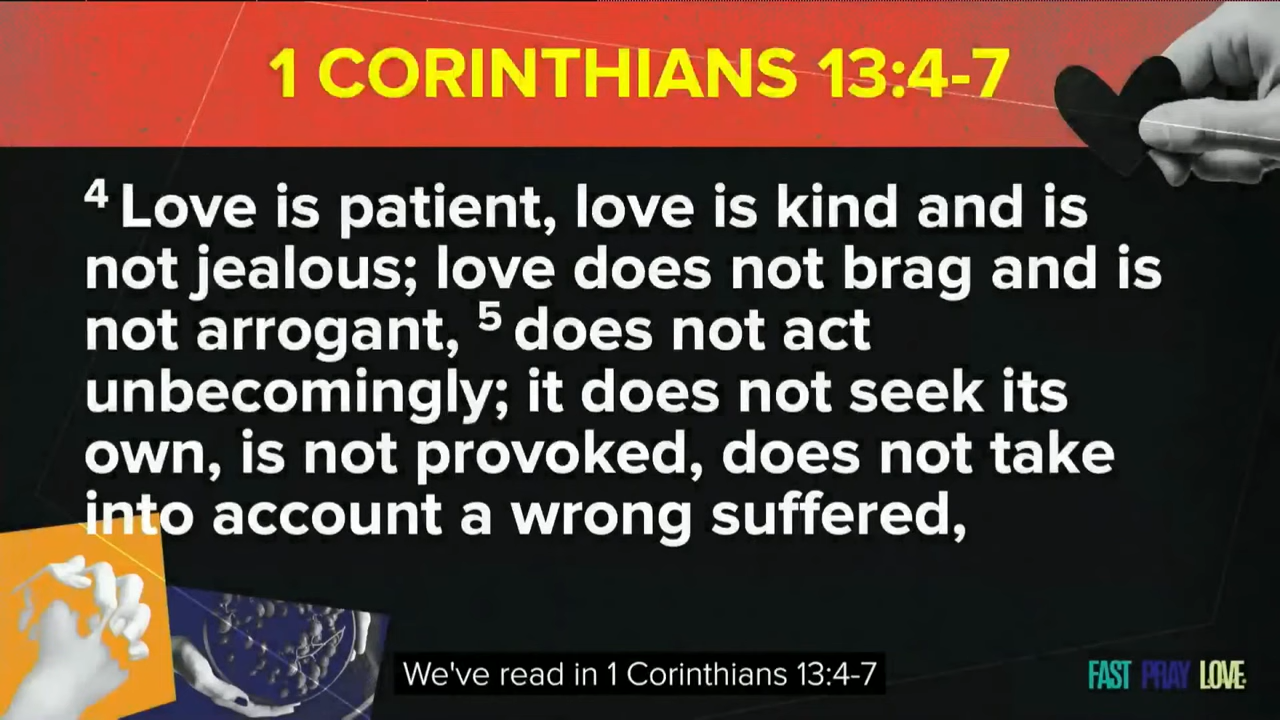 1 CORINTHIANS 13:4-7
4 Love is patient, love is kind and is
not jealous; love does not brag and is
not arrogant, 5 does not act
unbecomingly; it does not seek its
own, is not provoked, does not take
into account a wrong suffered,
We've read in 1 Corinthians 13:4-7
FAST PRAY LOVE